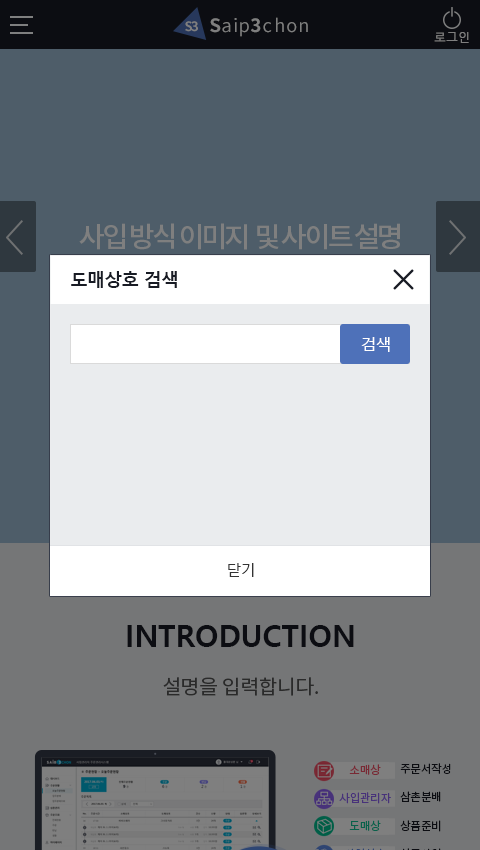 S3 Saip3chon
로그인
사입방식 이미지 및 사이트 설명
도매상호 검색
검색
닫기
INTRODUCTION
설명을 입력합니다.
소매상 주문서작성
사입관리자 삼촌분배
도매상 상품준비